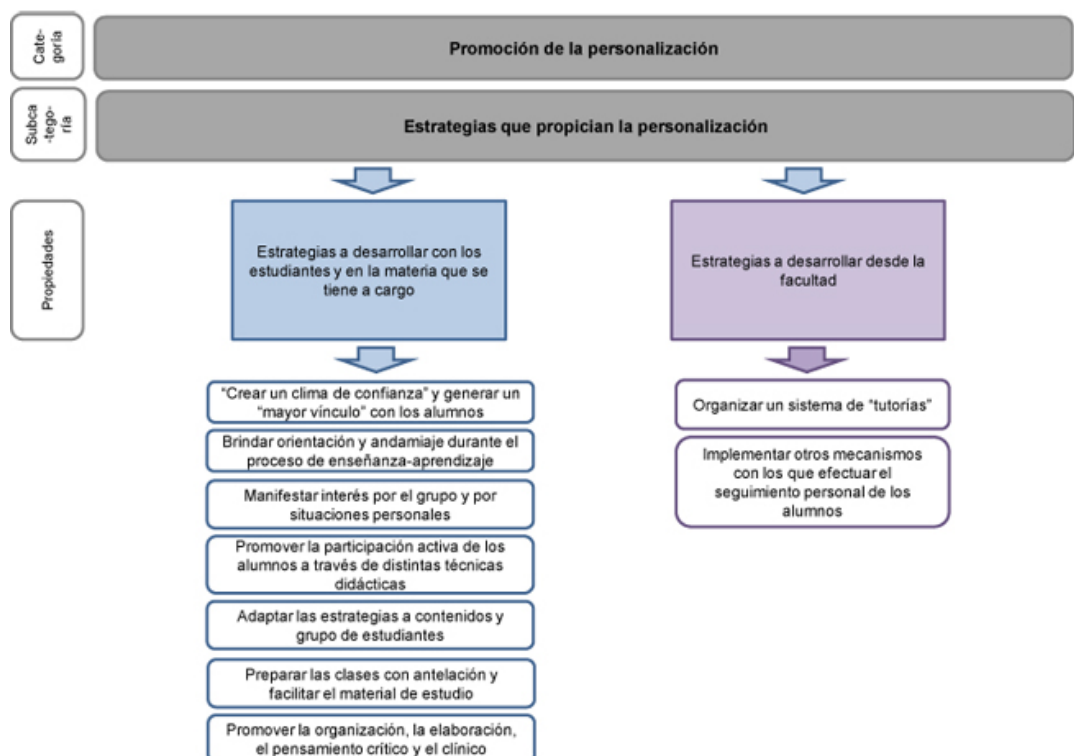 Cate-
goría
Promoción de la personalización
Subca
-tego-
ría
Estrategias que propician la personalización
Propiedades
Estrategias a desarrollar con los
estudiantes y en la materia que se
tiene a cargo
Estrategias a desarrollar desde la
facultad
“Crear un clima de confianza” y generar un
“mayor vínculo” con los alumnos
Brindar orientación y andamiaje durante el
proceso de enseñanza-aprendizaje
Manifestar interés por el grupo y por
situaciones personales
Promover la participación activa de los
alumnos a través de distintas técnicas
didácticas
Adaptar las estrategias a contenidos y
grupo de estudiantes
Preparar las clases con antelación y
facilitar el material de estudio
Promover la organización, la elaboración,
el pensamiento crítico y el clínico
Organizar un sistema de “tutorías”
Implementar otros mecanismos
con los que efectuar el
seguimiento personal de los
alumnos